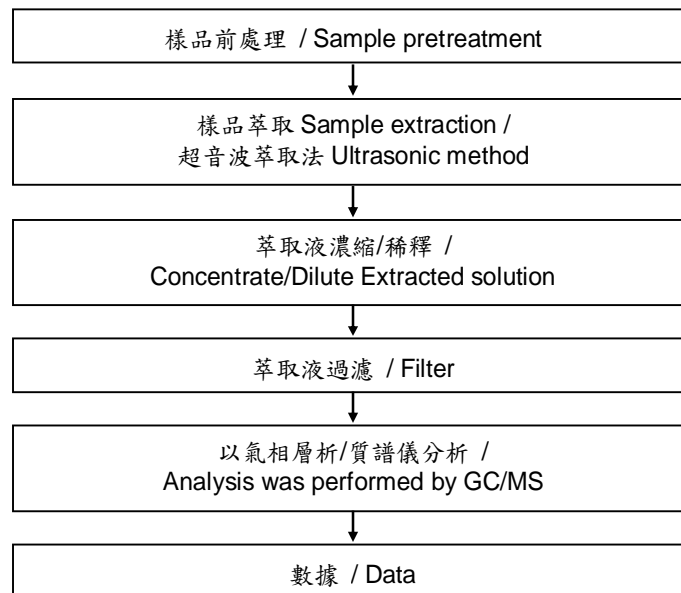 樣品前處理 / Sample pretreatment
樣品萃取 Sample extraction /
超音波萃取法 Ultrasonic method
萃取液濃縮/稀釋 /
Concentrate/Dilute Extracted solution
萃取液過濾 / Filter
以氣相層析/質譜儀分析 /
Analysis was performed by GC/MS
數據 / Data